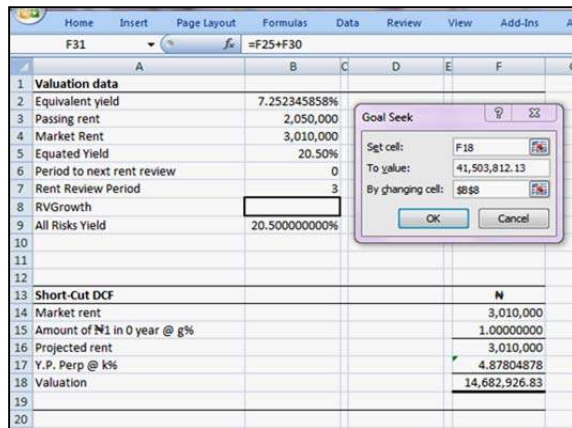 Home Insert Page Layout Formulas Data Review View Add-Ins
F31 fx =F25+F30
A B C D E F
1 Valuation data
2 Equivalent yield 7.252345858%
3 Passing rent 2,050,000
4 Market Rent 3,010,000
5 Equated Yield 20.50%
6 Period to next rent review 0
7 Rent Review Period 3
8 RVGrowth
9 All Risks Yield 20.500000000%
10
11
12
13 Short-Cut DCF ₦
14 Market rent 3,010,000
15 Amount of ₦1 in 0 year @ g% 1.00000000
16 Projected rent 3,010,000
17 Y.P. Perp @ k% 4.87804878
18 Valuation 14,682,926.83
19
20
Goal Seek ?
Set cell: F18
To value: 41,503,812.13
By changing cell: $B$8
OK Cancel